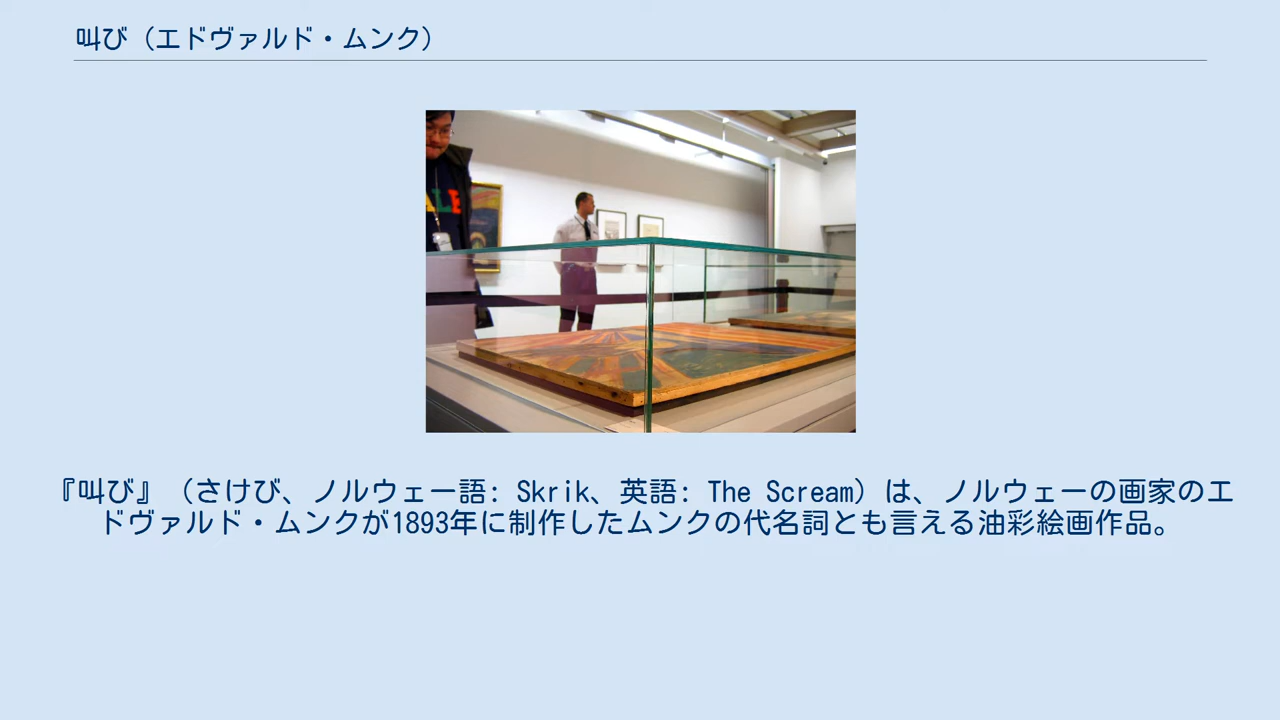 叫び（エドヴァルド・ムンク）
ALE
『叫び』（さけび、ノルウェー語: Skrik、英語: The Scream）は、ノルウェーの画家のエ
ドヴァルド・ムンクが1893年に制作したムンクの代名詞とも言える油彩絵画作品。